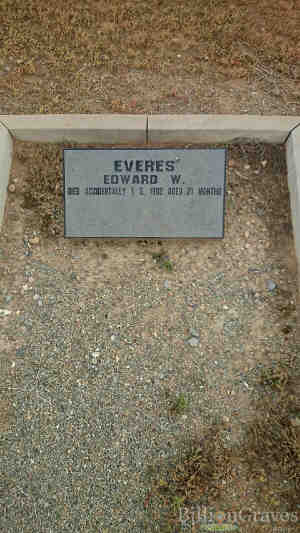 EVERES
EDWARD W.
DIED ACCIDENTALLY 1 5 1902 AGED 21 MONTHS
BillionGraves